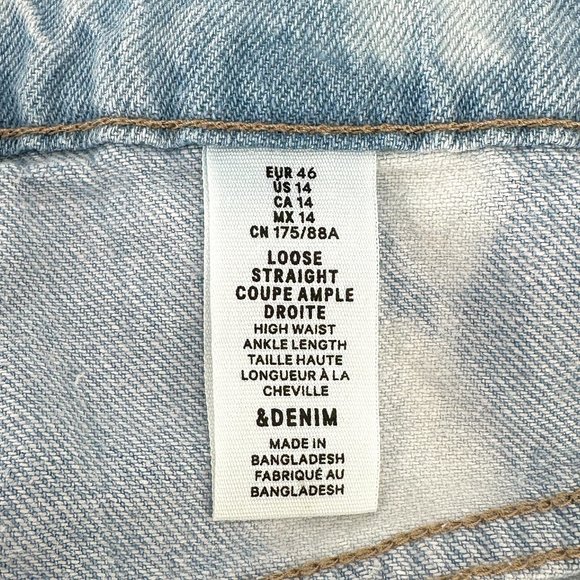 EUR 46
US 14
CA 14
MX 14
CN 175/88A
LOOSE
STRAIGHT
COUPE AMPLE
DROITE
HIGH WAIST
ANKLE LENGTH
TAILLE HAUTE
LONGUEUR À LA
CHEVILLE
&DENIM
MADE IN
BANGLADESH
FABRIQUÉ AU
BANGLADESH